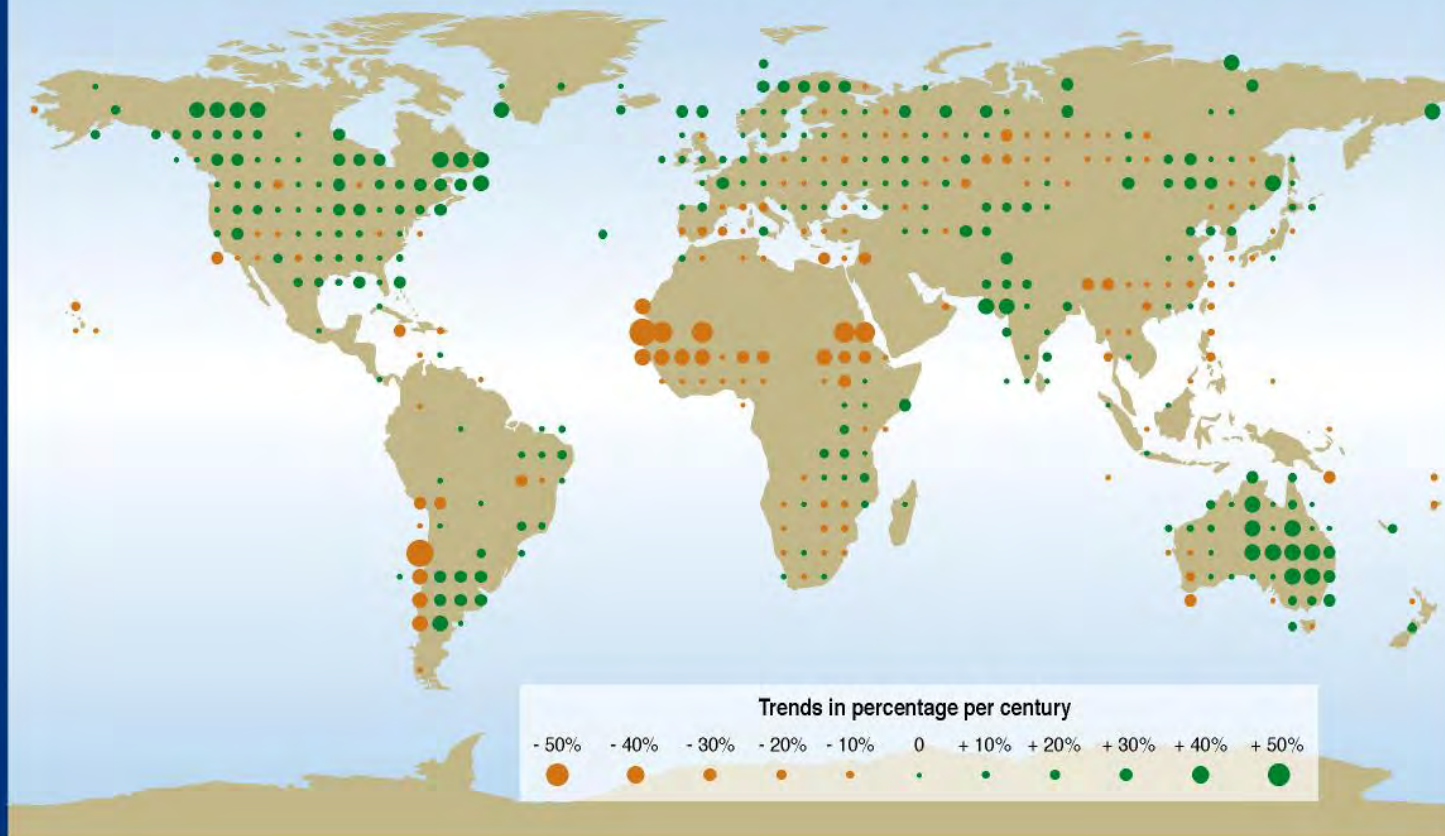 Trends in percentage per century
- 50% - 40% - 30% - 20% - 10% 0 + 10% + 20% + 30% + 40% + 50%